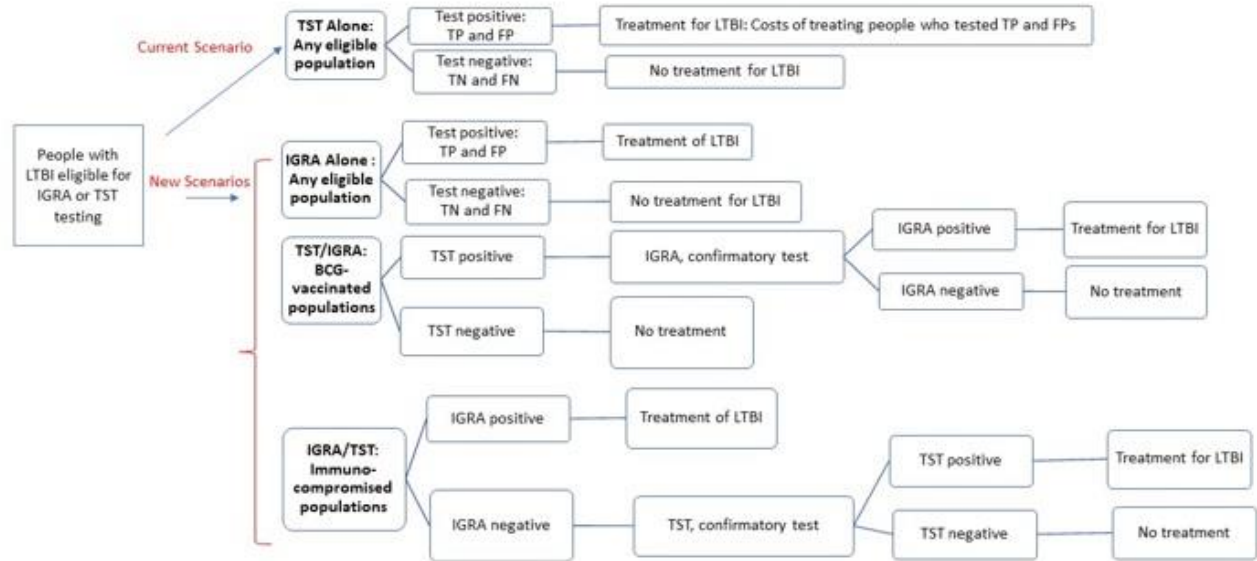 Current Scenario
TST Alone:
Any eligible
population
Test positive:
TP and FP
Treatment for LTBI: Costs of treating people who tested TP and FPs
Test negative:
TN and FN
No treatment for LTBI
People with
LTBI eligible for
IGRA or TST
testing
New Scenarios
IGRA Alone :
Any eligible
population
Test positive:
TP and FP
Treatment of LTBI
Test negative:
TN and FN
No treatment for LTBI
TST/IGRA:
BCG-
vaccinated
populations
TST positive
IGRA, confirmatory test
IGRA positive
Treatment for LTBI
IGRA negative
No treatment
TST negative
No treatment
IGRA/TST:
Immuno-
compromised
populations
IGRA positive
Treatment of LTBI
IGRA negative
TST, confirmatory test
TST positive
Treatment for LTBI
TST negative
No treatment